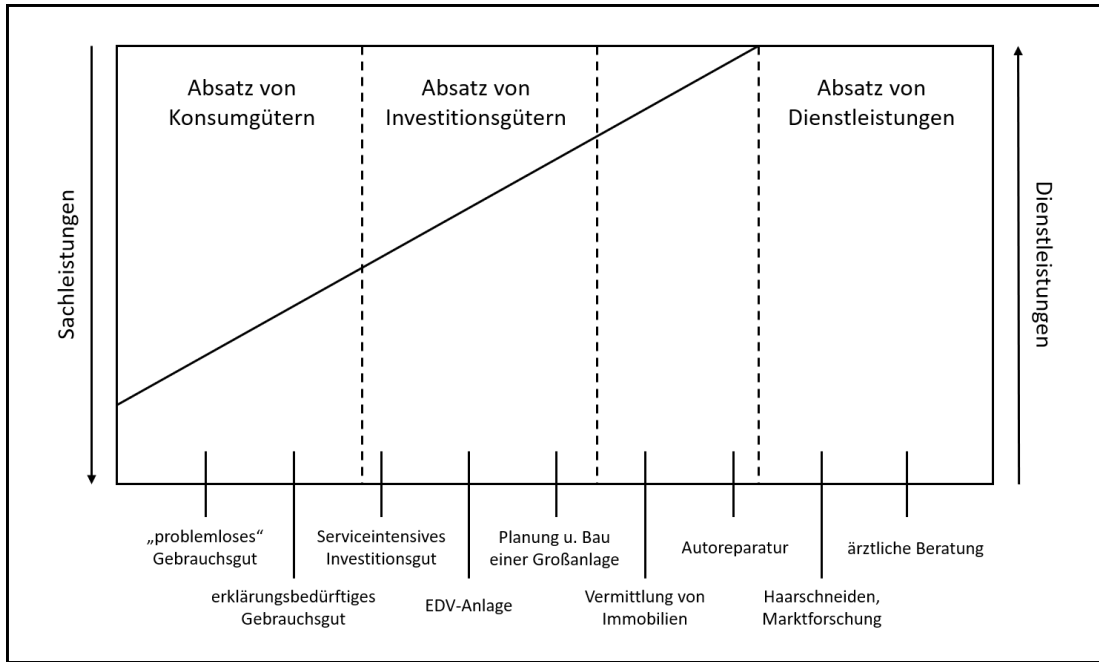 Absatz von
Konsumgütern
Absatz von
Investitionsgütern
Absatz von
Dienstleistungen
Sachleistungen
Dienstleistungen
„problemloses“
Gebrauchsgut
erklärungsbedürftiges
Gebrauchsgut
Serviceintensives
Investitionsgut
EDV-Anlage
Planung u. Bau
einer Großanlage
Vermittlung von
Immobilien
Autoreparatur
Haarschneiden,
Marktforschung
ärztliche Beratung